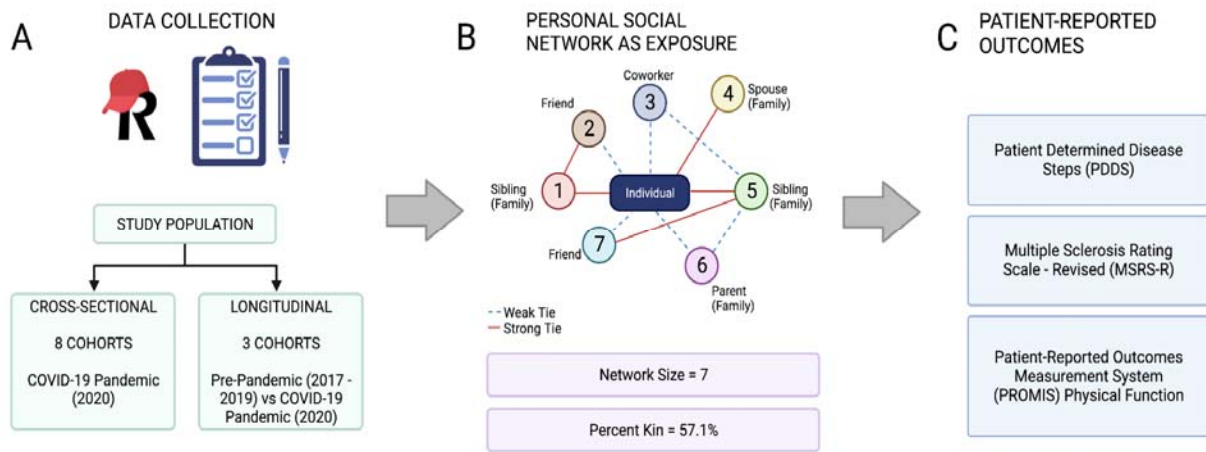 A
DATA COLLECTION
R
STUDY POPULATION
CROSS-SECTIONAL
8 COHORTS
COVID-19 Pandemic
(2020)
LONGITUDINAL
3 COHORTS
Pre-Pandemic (2017 -
2019) vs COVID-19
Pandemic (2020)
B
PERSONAL SOCIAL
NETWORK AS EXPOSURE
Coworker
3
4
Spouse
(Family)
Friend
2
Sibling
(Family)
1
Individual
5
Sibling
(Family)
7
Friend
6
Parent
(Family)
Weak Tie
Strong Tie
Network Size = 7
Percent Kin = 57.1%
C
PATIENT-REPORTED
OUTCOMES
Patient Determined Disease
Steps (PDDS)
Multiple Sclerosis Rating
Scale - Revised (MSRS-R)
Patient-Reported Outcomes
Measurement System
(PROMIS) Physical Function